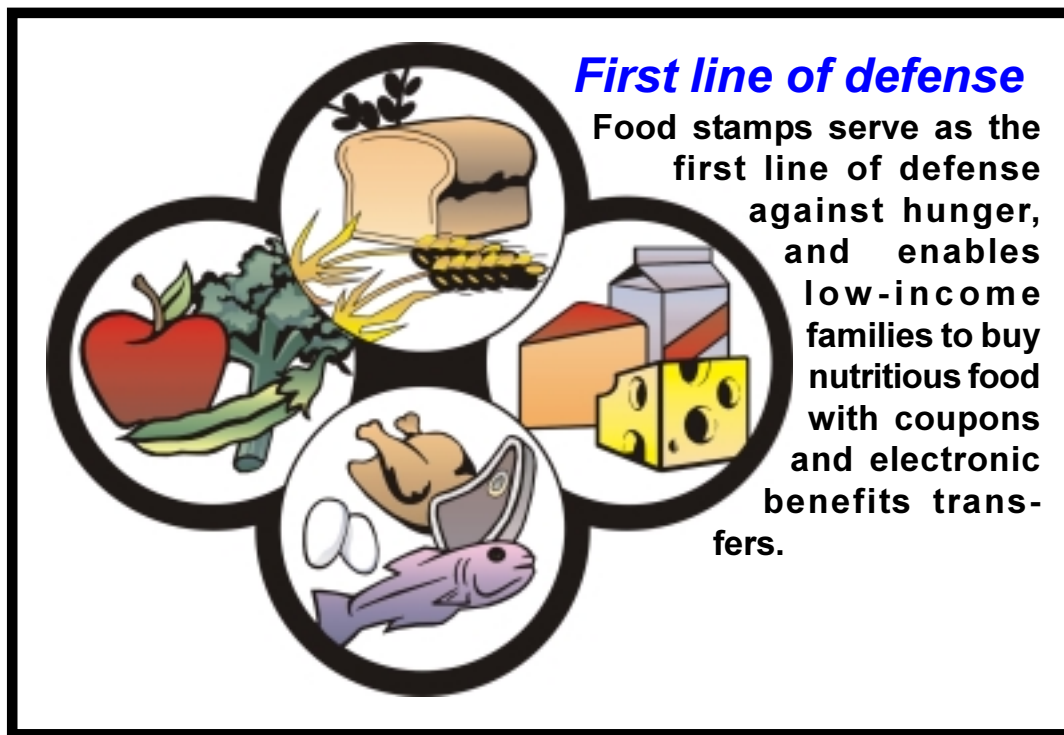 First line of defense
Food stamps serve as the
first line of defense
against hunger,
and enables
low-income
families to buy
nutritious food
with coupons
and electronic
benefits trans-
fers.